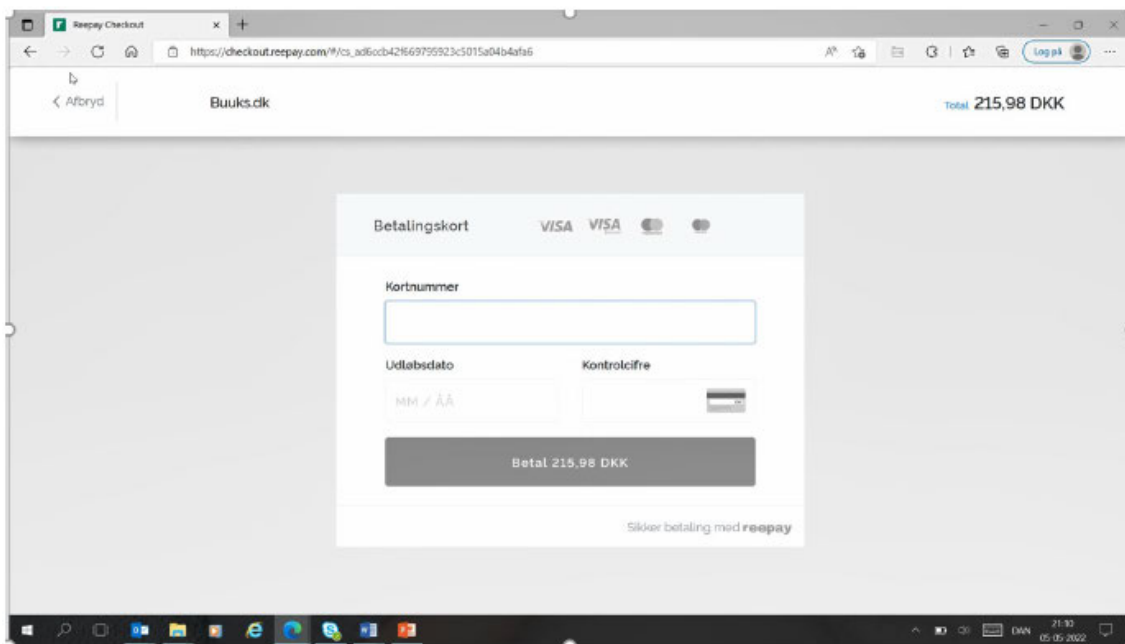 Reepay Checkout
https://checkout.reepay.com/#/cs_ad6ccb42f669795923c5015a04b4afa6
Log på
Afbryd
Buuks.dk
Total 215,98 DKK
Betalingskort
VISA VISA
Kortnummer
Udløbsdato Kontrolcifre
MM / ÅÅ
Betal 215,98 DKK
Sikker betaling med reepay
DAN
21:10
05-05-2022